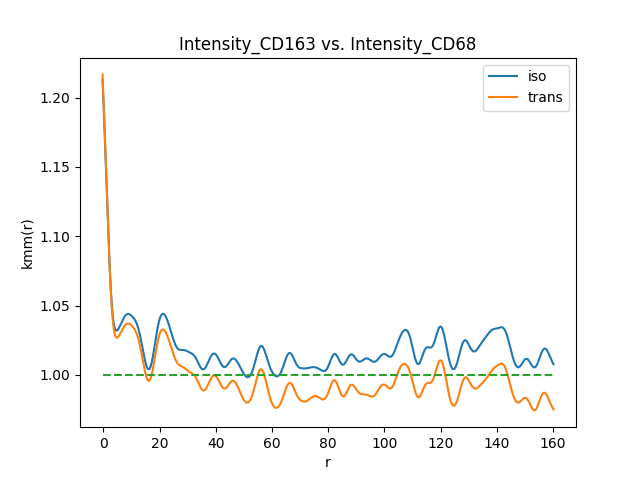 Intensity_CD163 vs. Intensity_CD68
iso
trans
1.20
1.15
1.10
1.05
1.00
kmm(r)
0 20 40 60 80 100 120 140 160
r